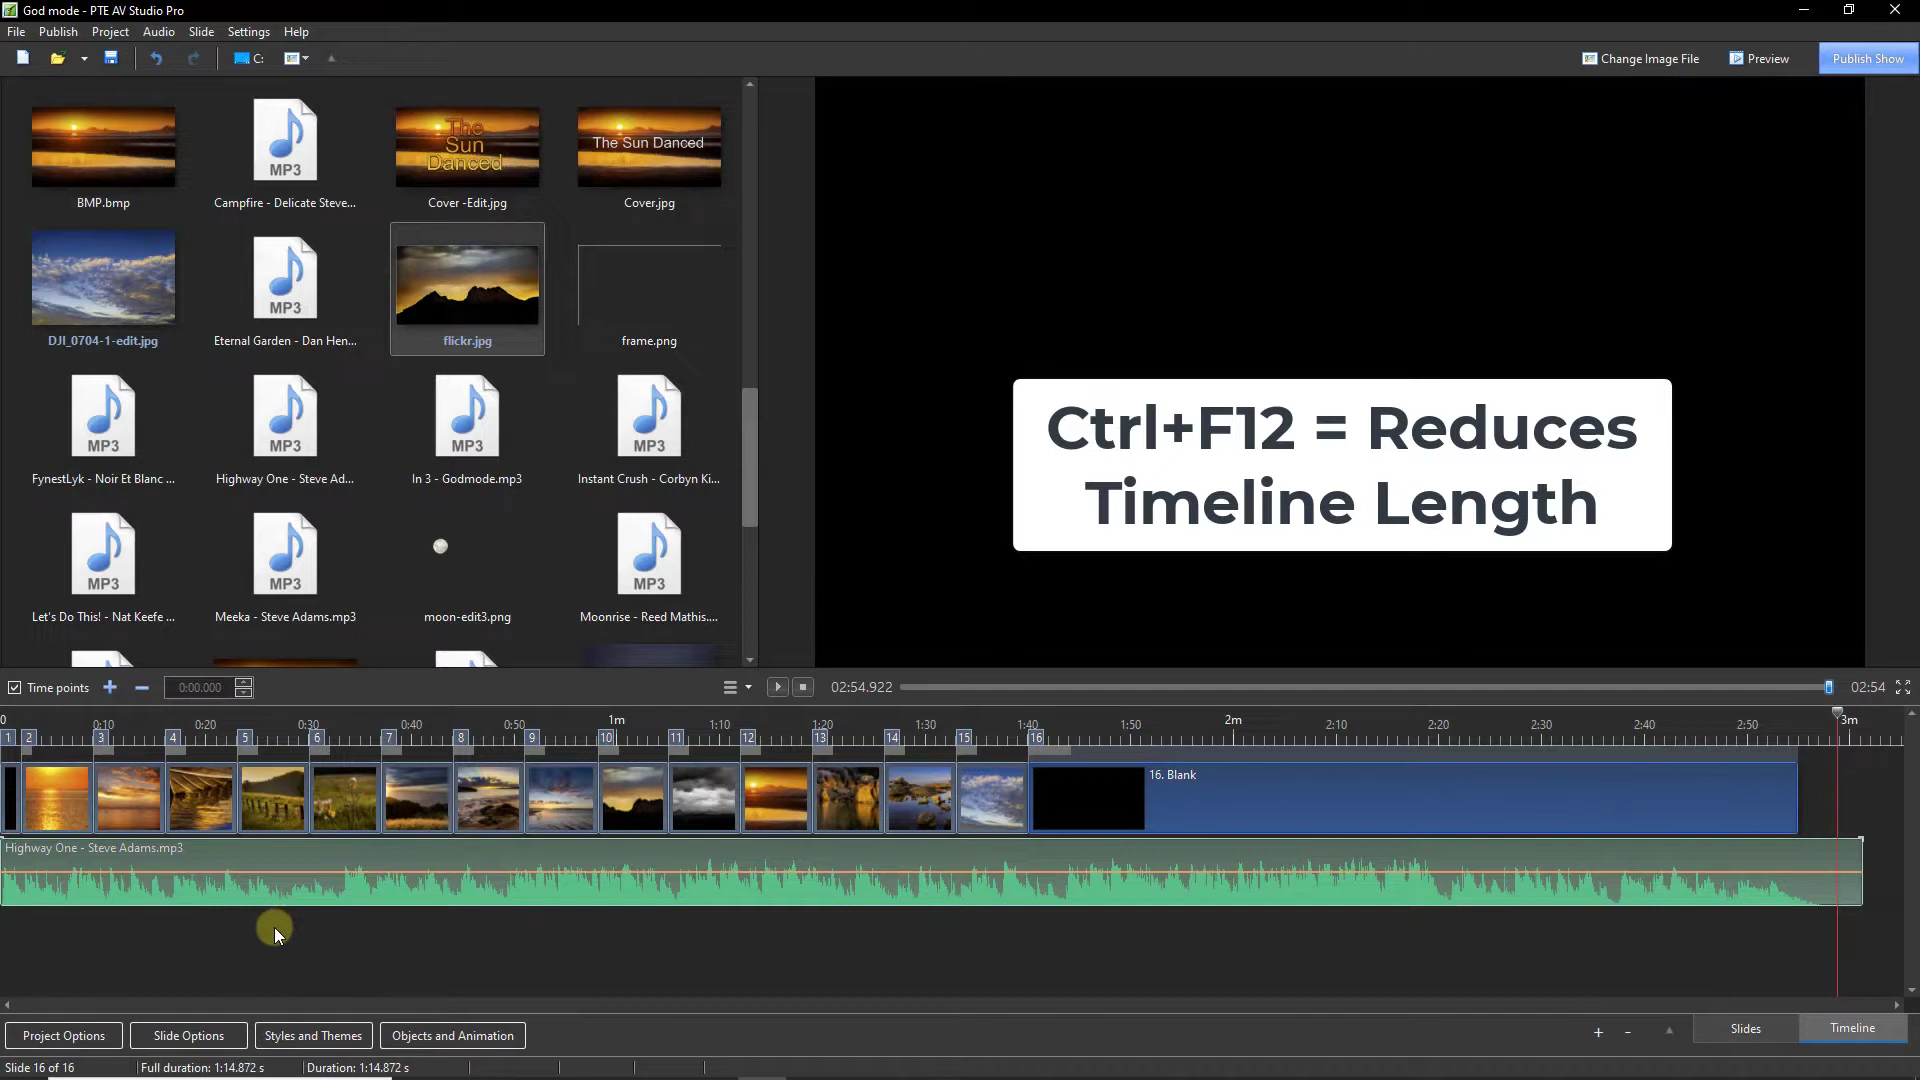 God mode - PTE AV Studio Pro
File Publish Project Audio Slide Settings Help
C: Change Image File Preview Publish Show
BMP.bmp Campfire - Delicate Steve... Cover -Edit.jpg Cover.jpg
The Sun Danced
The Sun Danced
DJI_0704-1-edit.jpg Eternal Garden - Dan Hen... flickr.jpg frame.png
MP3
MP3
MP3 MP3 MP3 MP3
FynestLyk - Noir Et Blanc ... Highway One - Steve Ad... In 3 - Godmode.mp3 Instant Crush - Corbyn Ki...
MP3 MP3 MP3
Let's Do This! - Nat Keefe ... Meeka - Steve Adams.mp3 moon-edit3.png Moonrise - Reed Mathis....
Ctrl+F12 = Reduces
Timeline Length
Time points 0:00.000 02:54.922 02:54
0 0:10 0:20 0:30 0:40 0:50 1m 1:10 1:20 1:30 1:40 1:50 2m 2:10 2:20 2:30 2:40 2:50 3m
1 2 3 4 5 6 7 8 9 10 11 12 13 14 15 16
16. Blank
Highway One - Steve Adams.mp3
Project Options Slide Options Styles and Themes Objects and Animation + - Slides Timeline
Slide 16 of 16 Full duration: 1:14.872 s Duration: 1:14.872 s